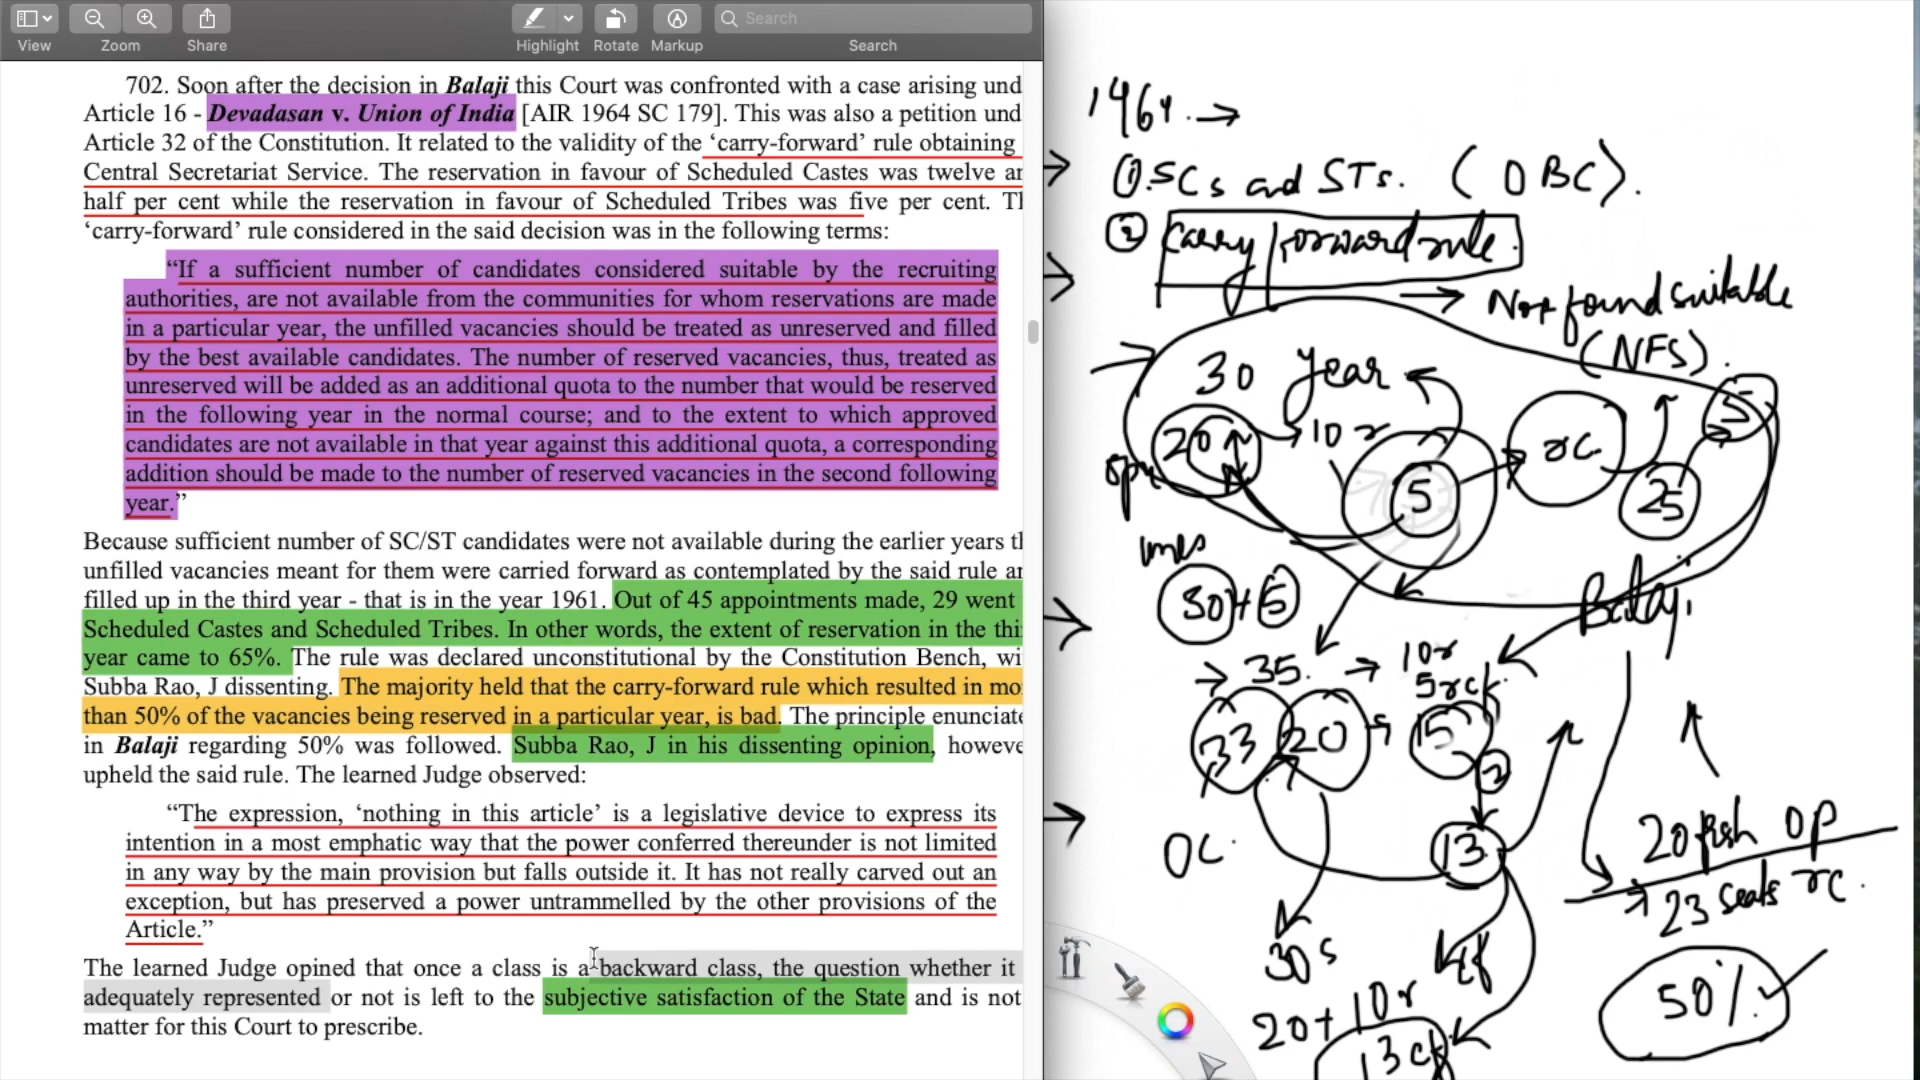 View
Zoom
Share
Highlight
Rotate
Markup
Search
Search
702. Soon after the decision in Balaji this Court was confronted with a case arising und
Article 16 - Devadasan v. Union of India [AIR 1964 SC 179]. This was also a petition und
Article 32 of the Constitution. It related to the validity of the ‘carry-forward’ rule obtaining
Central Secretariat Service. The reservation in favour of Scheduled Castes was twelve an
half per cent while the reservation in favour of Scheduled Tribes was five per cent. Th
‘carry-forward’ rule considered in the said decision was in the following terms:
“If a sufficient number of candidates considered suitable by the recruiting
authorities, are not available from the communities for whom reservations are made
in a particular year, the unfilled vacancies should be treated as unreserved and filled
by the best available candidates. The number of reserved vacancies, thus, treated as
unreserved will be added as an additional quota to the number that would be reserved
in the following year in the normal course; and to the extent to which approved
candidates are not available in that year against this additional quota, a corresponding
addition should be made to the number of reserved vacancies in the second following
year.”
Because sufficient number of SC/ST candidates were not available during the earlier years th
unfilled vacancies meant for them were carried forward as contemplated by the said rule an
filled up in the third year - that is in the year 1961. Out of 45 appointments made, 29 went
Scheduled Castes and Scheduled Tribes. In other words, the extent of reservation in the thi
year came to 65%. The rule was declared unconstitutional by the Constitution Bench, wi
Subba Rao, J dissenting. The majority held that the carry-forward rule which resulted in mo
than 50% of the vacancies being reserved in a particular year, is bad. The principle enunciate
in Balaji regarding 50% was followed. Subba Rao, J in his dissenting opinion, howeve
upheld the said rule. The learned Judge observed:
“The expression, ‘nothing in this article’ is a legislative device to express its
intention in a most emphatic way that the power conferred thereunder is not limited
in any way by the main provision but falls outside it. It has not really carved out an
exception, but has preserved a power untrammelled by the other provisions of the
Article.”
The learned Judge opined that once a class is a backward class, the question whether it
adequately represented or not is left to the subjective satisfaction of the State and is not
matter for this Court to prescribe.
1964. →
① SCs and STs. (OBC).
② Carry forward rule.
→ Not found suitable
(NFS).
30 year
20 → 10 r
5
rc
25
5
30+5
Balaji
→ 35. → 10r
33 20 15
2
13
OC.
20 fresh op
23 seats rc.
30s
20+10r
13 cf
50%